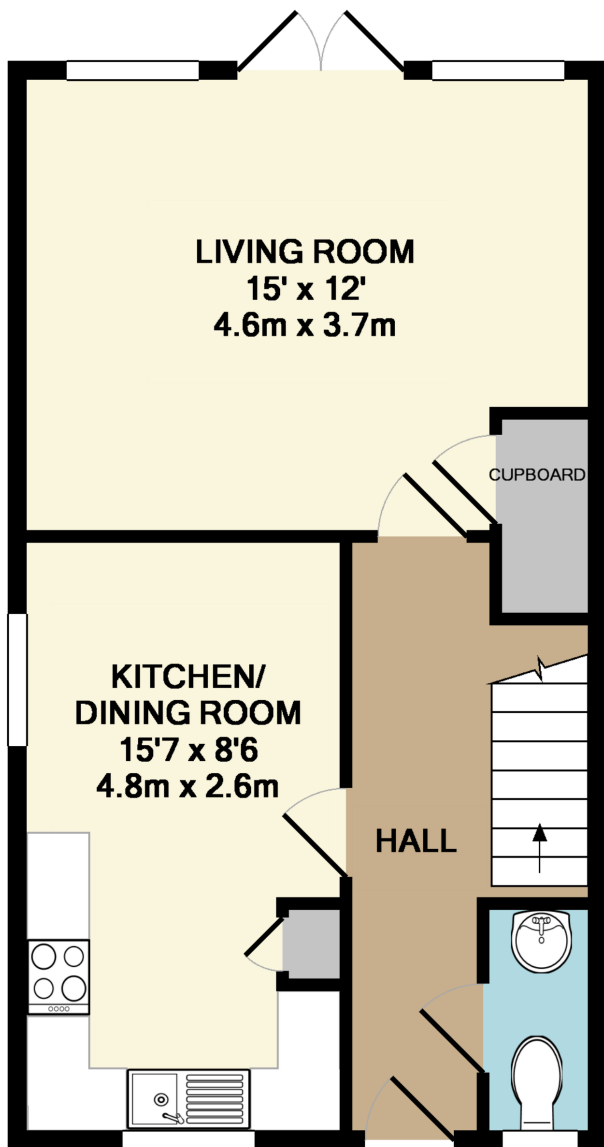 LIVING ROOM
15' x 12'
4.6m x 3.7m
CUPBOARD
KITCHEN/
DINING ROOM
15'7 x 8'6
4.8m x 2.6m
HALL